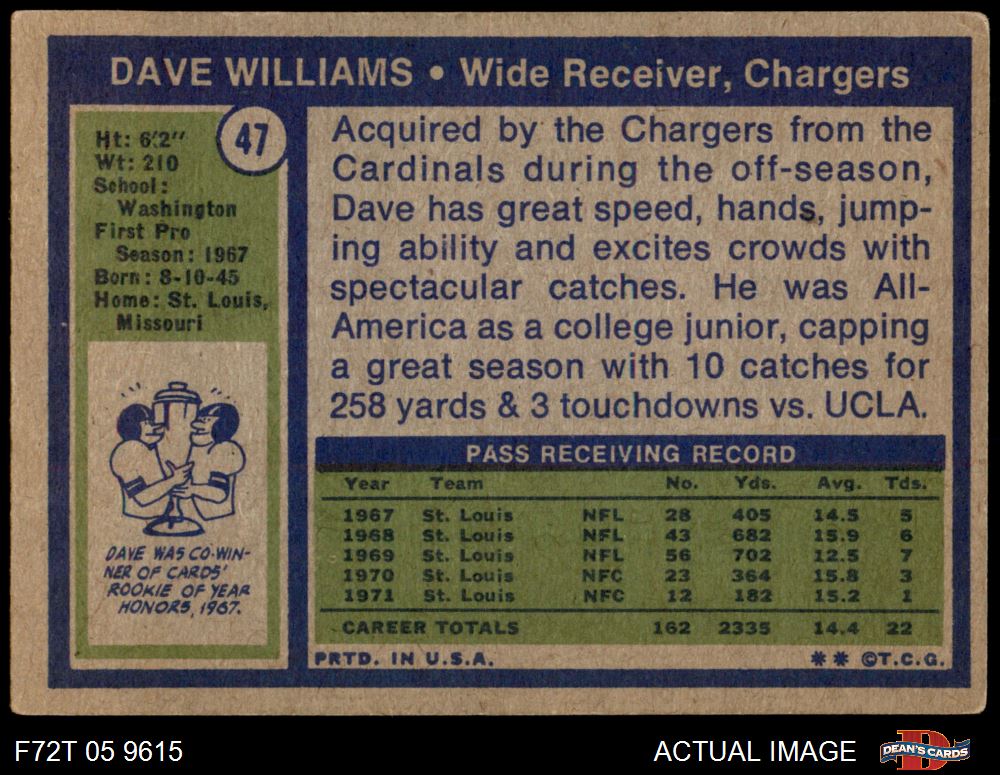 DAVE WILLIAMS • Wide Receiver, Chargers
47
Ht: 6'2"
Wt: 210
School:
Washington
First Pro
Season: 1967
Born: 8-10-45
Home: St. Louis,
Missouri
DAVE WAS CO-WIN-
NER OF CARDS'
ROOKIE OF YEAR
HONORS, 1967.
Acquired by the Chargers from the
Cardinals during the off-season,
Dave has great speed, hands, jump-
ing ability and excites crowds with
spectacular catches. He was All-
America as a college junior, capping
a great season with 10 catches for
258 yards & 3 touchdowns vs. UCLA.
PASS RECEIVING RECORD
Year Team No. Yds. Avg. Tds.
1967 St. Louis NFL 28 405 14.5 5
1968 St. Louis NFL 43 682 15.9 6
1969 St. Louis NFL 56 702 12.5 7
1970 St. Louis NFC 23 364 15.8 3
1971 St. Louis NFC 12 182 15.2 1
CAREER TOTALS 162 2335 14.4 22
PRTD. IN U.S.A. ** ©T.C.G.
F72T 05 9615 ACTUAL IMAGE DEAN'S CARDS